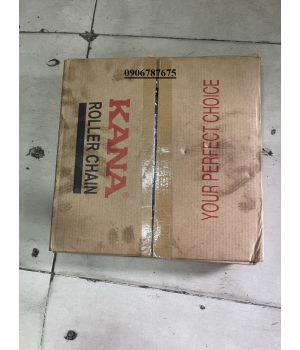 0906787675
KANA
ROLLER CHAIN
YOUR PERFECT CHOICE